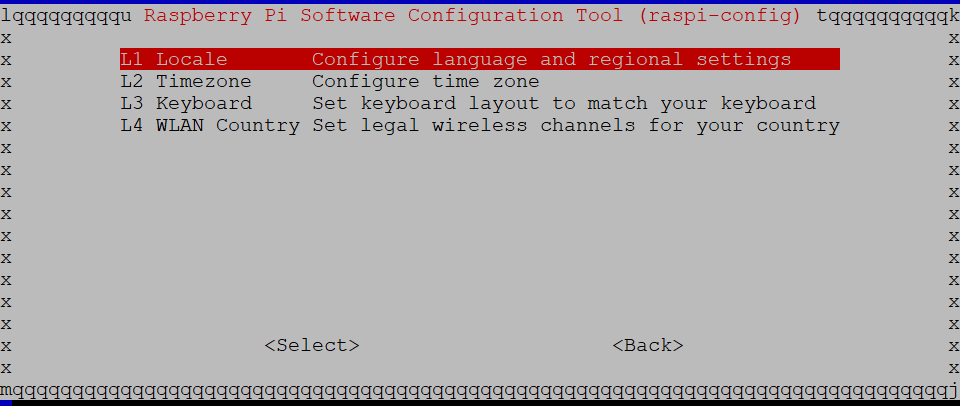 lqqqqqqqqqu Raspberry Pi Software Configuration Tool (raspi-config) tqqqqqqqqqqk
x x
x L1 Locale Configure language and regional settings x
x L2 Timezone Configure time zone x
x L3 Keyboard Set keyboard layout to match your keyboard x
x L4 WLAN Country Set legal wireless channels for your country x
x x
x x
x x
x x
x x
x x
x x
x x
x x
x <Select> <Back> x
x x
mqqqqqqqqqqqqqqqqqqqqqqqqqqqqqqqqqqqqqqqqqqqqqqqqqqqqqqqqqqqqqqqqqqqqqqqqqqqqqqj